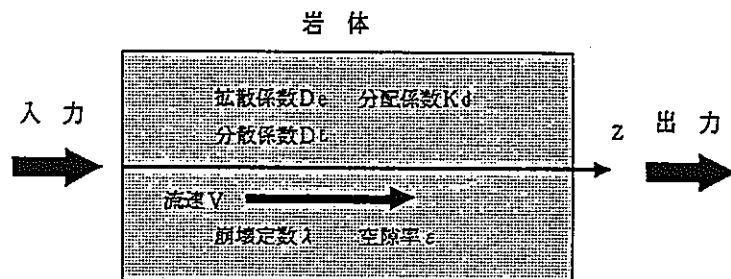 岩体
拡散係数De 分配係数Kd
入力
分散係数DL
Z 出力
流速V
崩壊定数λ 空隙率ε